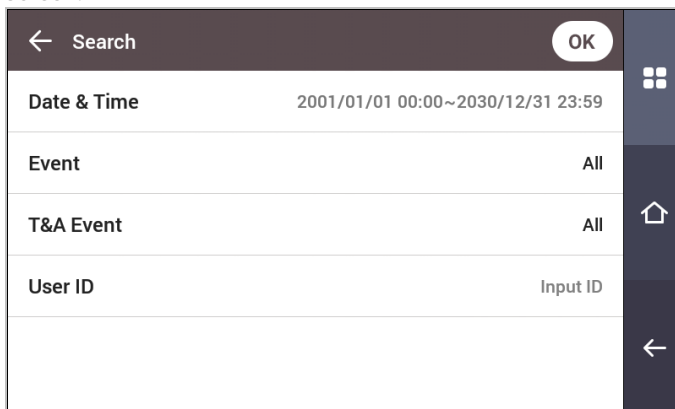 Search OK
Date & Time 2001/01/01 00:00~2030/12/31 23:59
Event All
T&A Event All
User ID Input ID